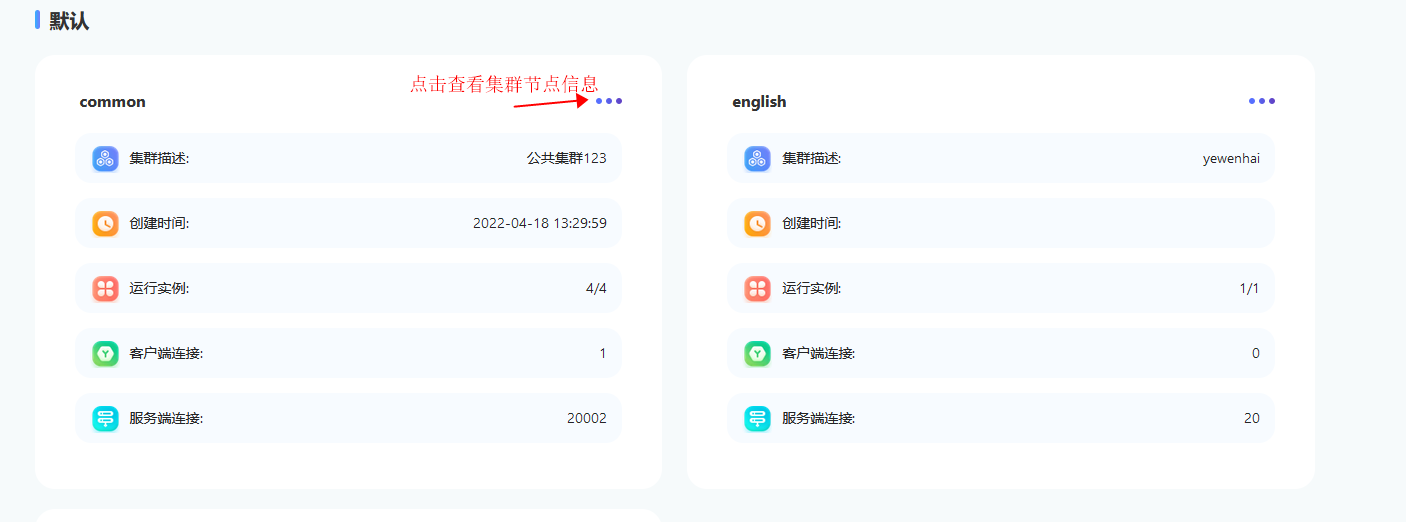 默认
点击查看集群节点信息
common
集群描述:
公共集群123
创建时间:
2022-04-18 13:29:59
运行实例:
4/4
客户端连接:
1
服务端连接:
20002
english
集群描述:
yewenhai
创建时间:
运行实例:
1/1
客户端连接:
0
服务端连接:
20